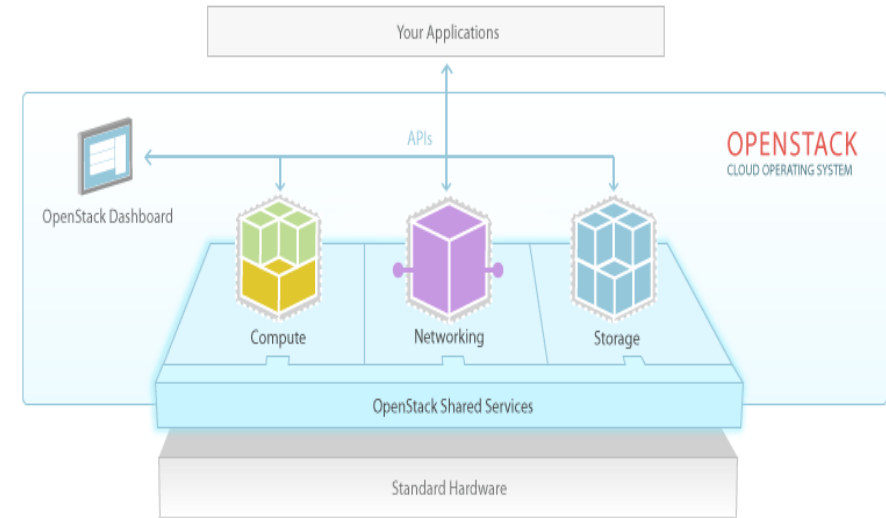 Your Applications
APIs
OPENSTACK
CLOUD OPERATING SYSTEM
OpenStack Dashboard
Compute
Networking
Storage
OpenStack Shared Services
Standard Hardware